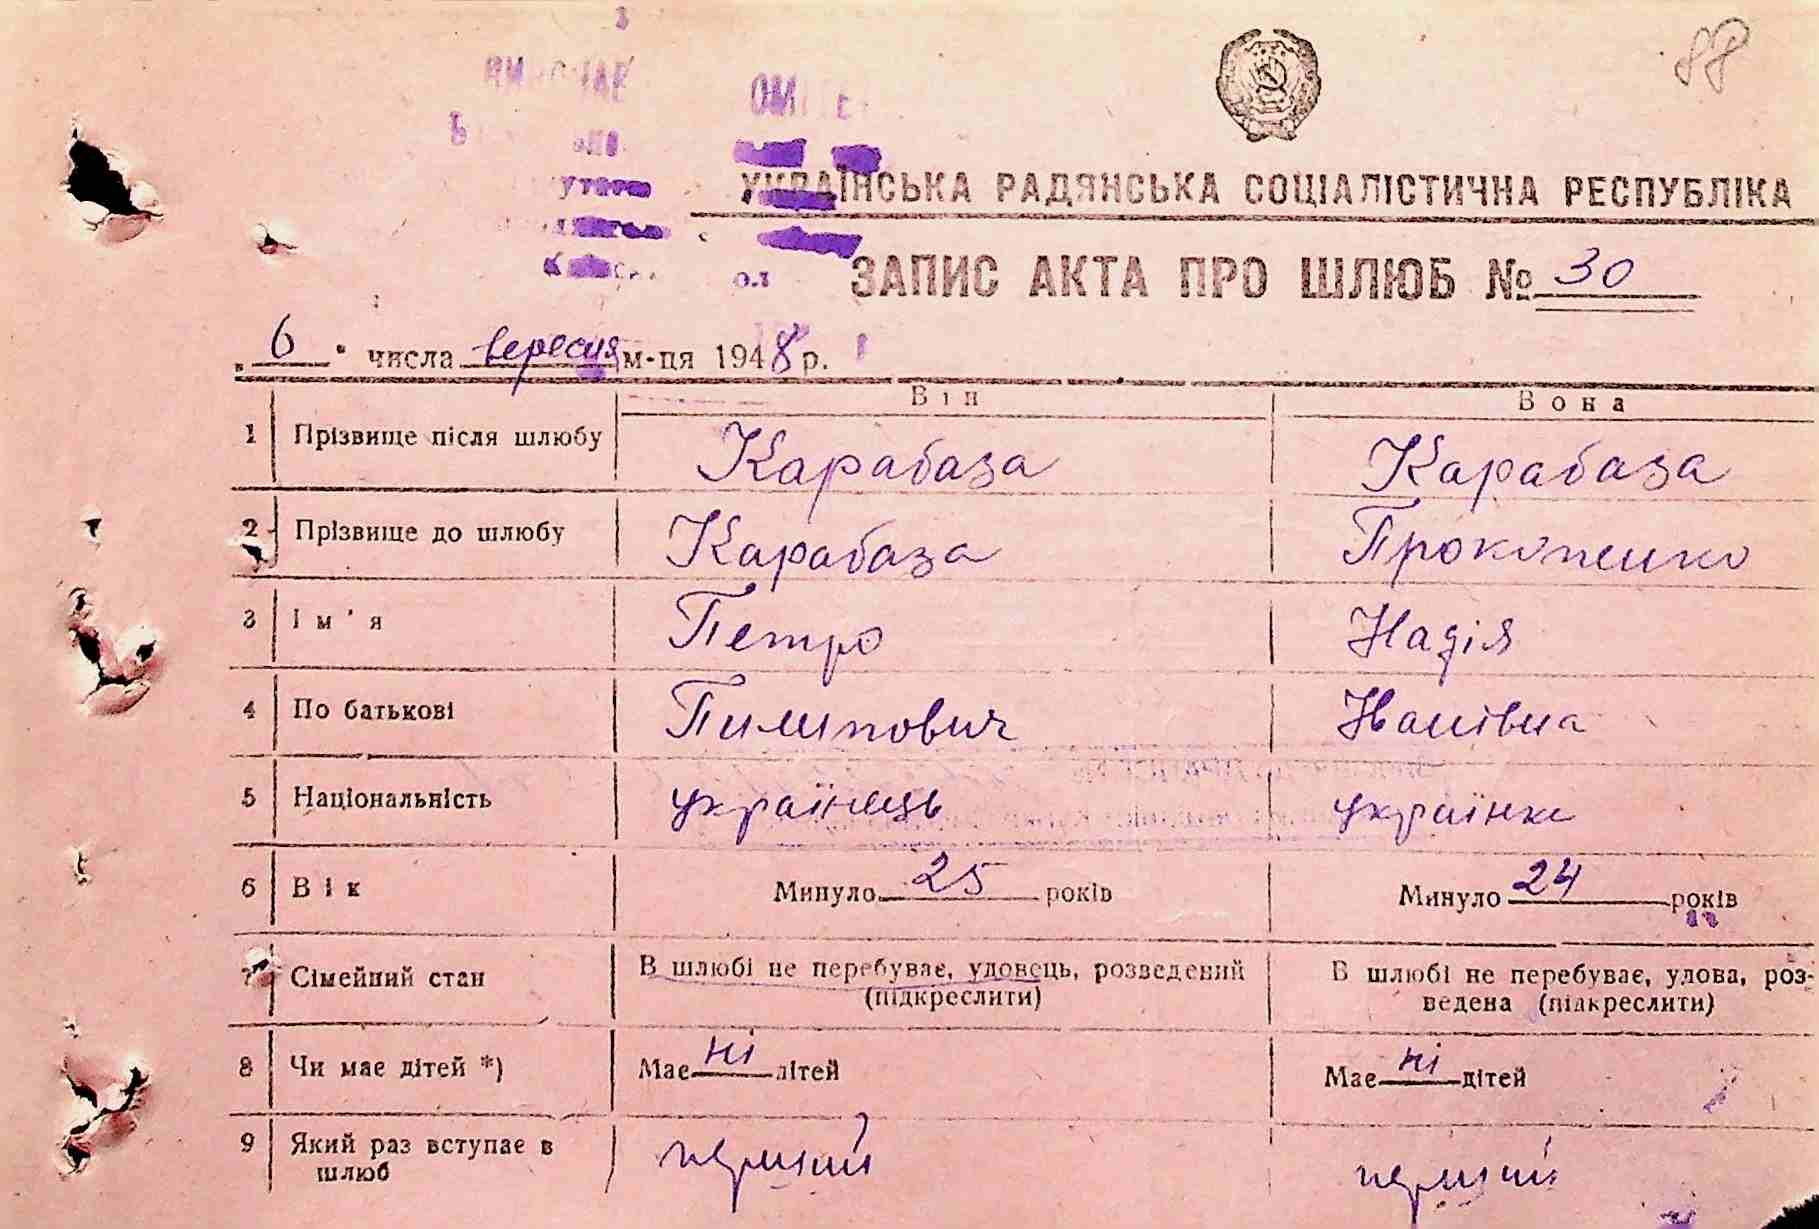 88
УКРАЇНСЬКА РАДЯНСЬКА СОЦІАЛІСТИЧНА РЕСПУБЛІКА
ЗАПИС АКТА ПРО ШЛЮБ № 30
„ 6 " числа вересня м-ця 1948 р.
Він Вона
1 Прізвище після шлюбу Карабаза Карабаза
2 Прізвище до шлюбу Карабаза Прокопенко
3 Ім'я Петро Надія
4 По батькові Пилипович Іванівна
5 Національність українець українка
6 Вік Минуло 25 років Минуло 24 років
7 Сімейний стан В шлюбі не перебуває, удовець, розведений В шлюбі не перебуває, удова, роз-
(підкреслити) ведена (підкреслити)
8 Чи має дітей *) Має ні дітей Має ні дітей
9 Який раз вступає в перший перший
шлюб